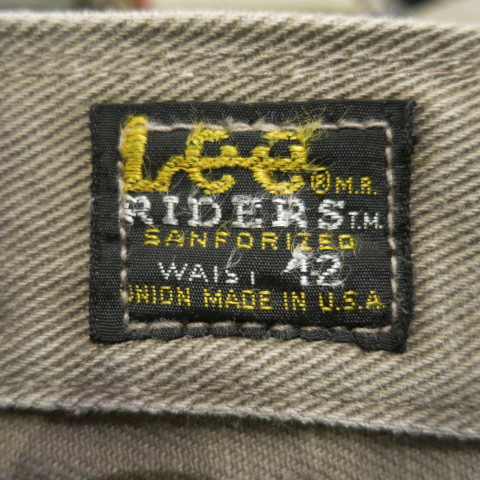 Lee ® M.R.
RIDERS T.M.
SANFORIZED
WAIST 42
UNION MADE IN U.S.A